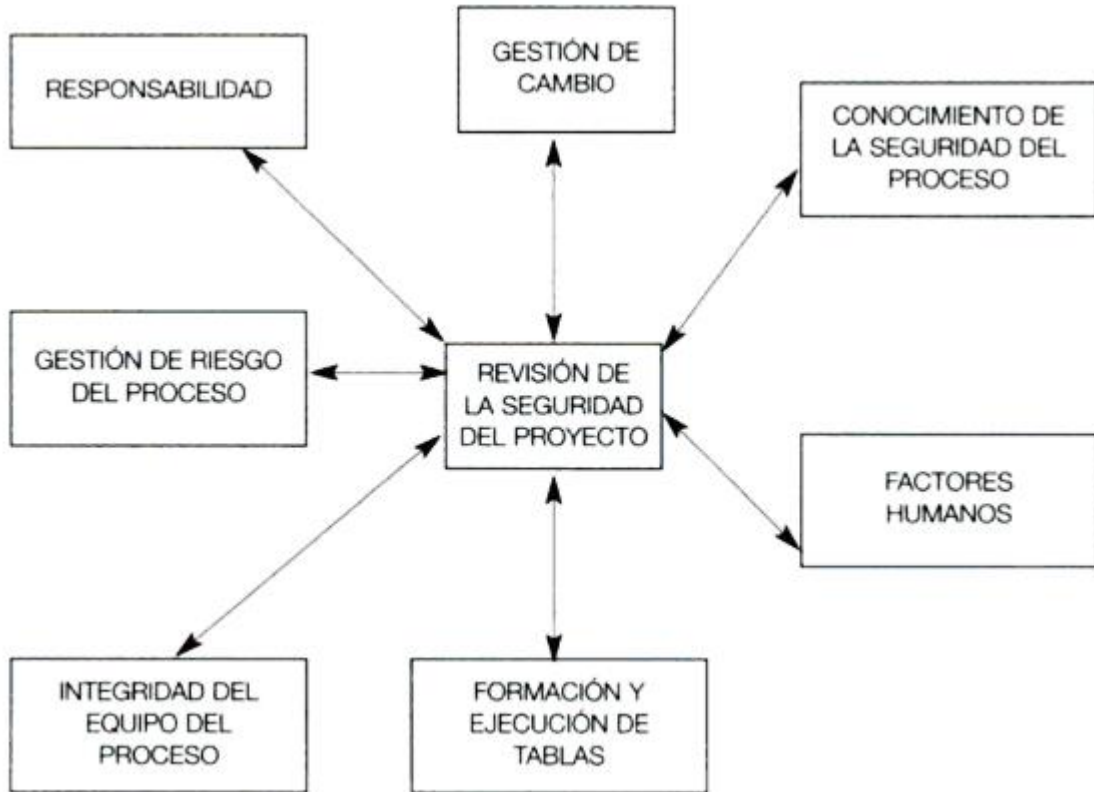 RESPONSABILIDAD
GESTIÓN DE
CAMBIO
CONOCIMIENTO DE
LA SEGURIDAD DEL
PROCESO
GESTIÓN DE RIESGO
DEL PROCESO
REVISIÓN DE
LA SEGURIDAD
DEL PROYECTO
FACTORES
HUMANOS
INTEGRIDAD DEL
EQUIPO DEL
PROCESO
FORMACIÓN Y
EJECUCIÓN DE
TABLAS